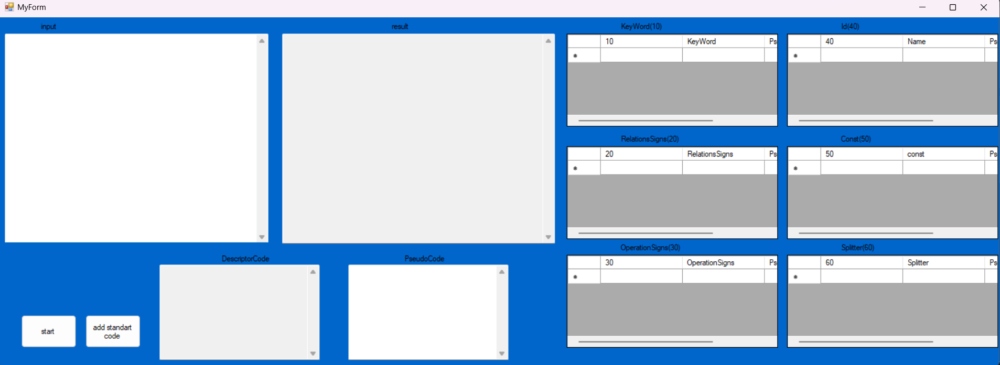 MyForm
input
result
KeyWord(10)
Id(40)
10 KeyWord Ps
40 Name Ps
RelationsSigns(20)
Const(50)
20 RelationsSigns Ps
50 const Ps
OperationSigns(30)
Splitter(60)
30 OperationSigns Ps
60 Splitter Ps
DescriptorCode
PseudoCode
start
add standart
code